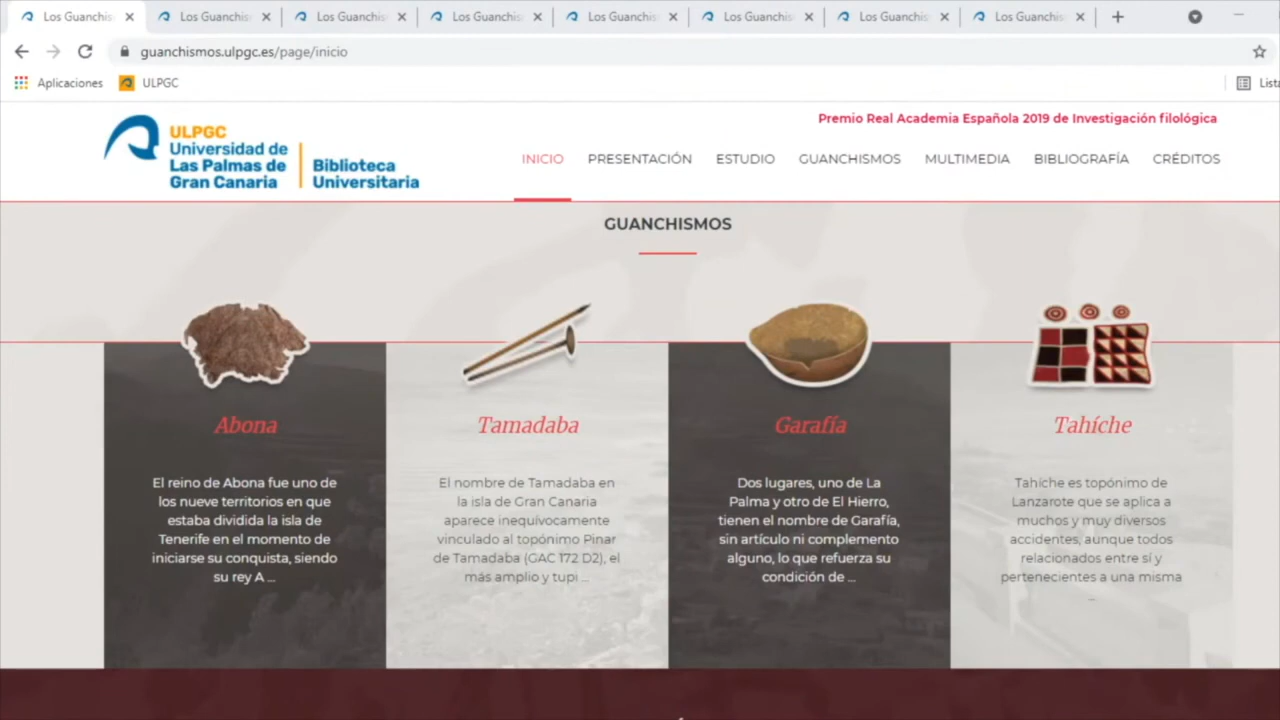 Los Guanchis
Los Guanchis
Los Guanchis
Los Guanchis
Los Guanchis
Los Guanchis
Los Guanchis
Los Guanchis
guanchismos.ulpgc.es/page/inicio
Aplicaciones
ULPGC
List
Premio Real Academia Española 2019 de Investigación filológica
ULPGC
Universidad de
Las Palmas de
Gran Canaria
Biblioteca
Universitaria
INICIO PRESENTACIÓN ESTUDIO GUANCHISMOS MULTIMEDIA BIBLIOGRAFÍA CRÉDITOS
GUANCHISMOS
Abona
El reino de Abona fue uno de
los nueve territorios en que
estaba dividida la isla de
Tenerife en el momento de
iniciarse su conquista, siendo
su rey A ...
Tamadaba
El nombre de Tamadaba en
la isla de Gran Canaria
aparece inequívocamente
vinculado al topónimo Pinar
de Tamadaba (GAC 172 D2), el
más amplio y tupi ...
Garafía
Dos lugares, uno de La
Palma y otro de El Hierro,
tienen el nombre de Garafía,
sin artículo ni complemento
alguno, lo que refuerza su
condición de ...
Tahíche
Tahíche es topónimo de
Lanzarote que se aplica a
muchos y muy diversos
accidentes, aunque todos
relacionados entre sí y
pertenecientes a una misma
...